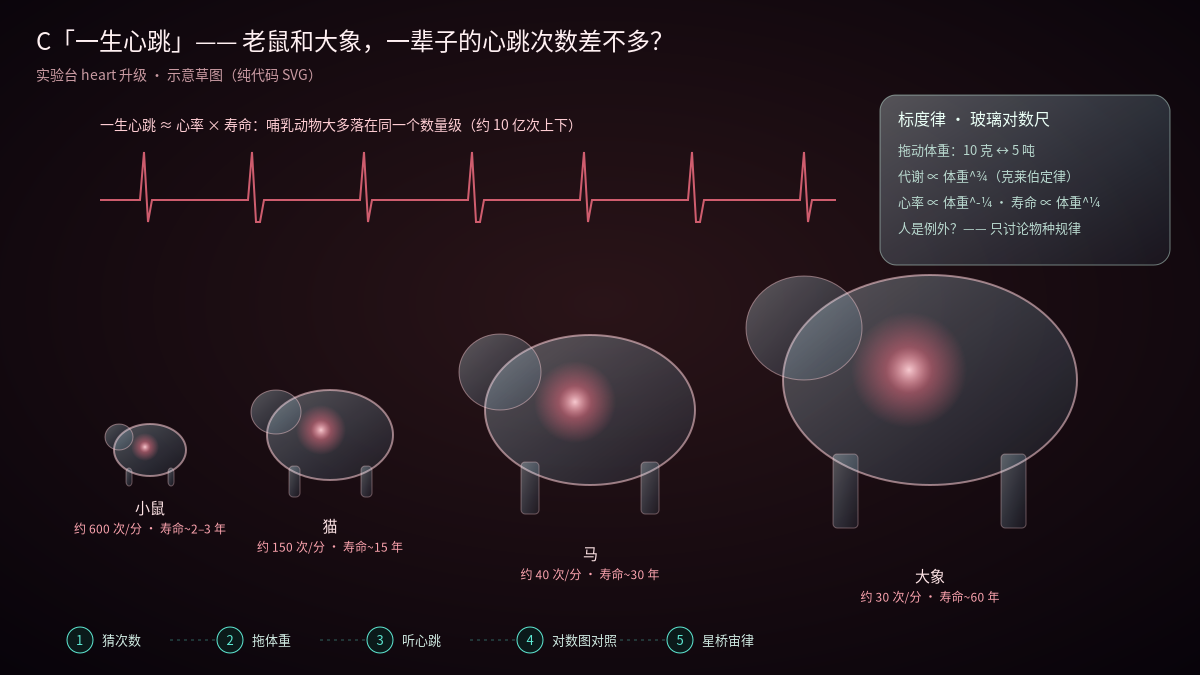 C「一生心跳」—— 老鼠和大象，一辈子的心跳次数差不多？
实验台 heart 升级 · 示意草图（纯代码 SVG）
一生心跳 ≈ 心率 × 寿命：哺乳动物大多落在同一个数量级（约 10 亿次上下）
标度律 · 玻璃对数尺
拖动体重：10 克 ↔ 5 吨
代谢 ∝ 体重^¾（克莱伯定律）
心率 ∝ 体重^-¼ · 寿命 ∝ 体重^¼
人是例外？—— 只讨论物种规律
小鼠
约 600 次/分 · 寿命~2–3 年
猫
约 150 次/分 · 寿命~15 年
马
约 40 次/分 · 寿命~30 年
大象
约 30 次/分 · 寿命~60 年
1 猜次数
2 拖体重
3 听心跳
4 对数图对照
5 星桥宙律